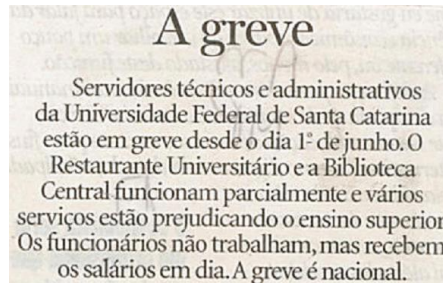 A greve
Servidores técnicos e administrativos
da Universidade Federal de Santa Catarina
estão em greve desde o dia 1º de junho. O
Restaurante Universitário e a Biblioteca
Central funcionam parcialmente e vários
serviços estão prejudicando o ensino superior.
Os funcionários não trabalham, mas recebem
os salários em dia. A greve é nacional.